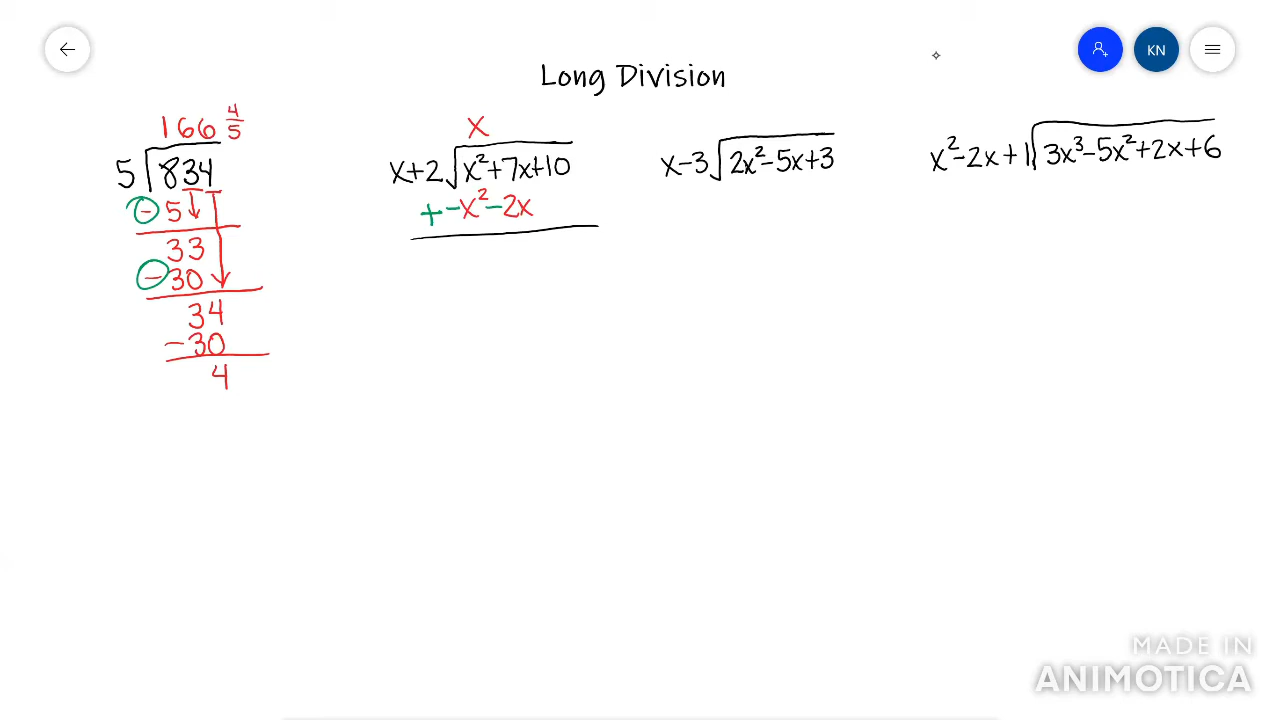 KN
Long Division
166 4/5
5 √834
- 5
33
- 30
34
- 30
4
x
x+2 √x²+7x+10
+ -x²-2x
x-3 √2x²-5x+3
x²-2x+1 √3x³-5x²+2x+6
MADE IN
ANIMOTICA